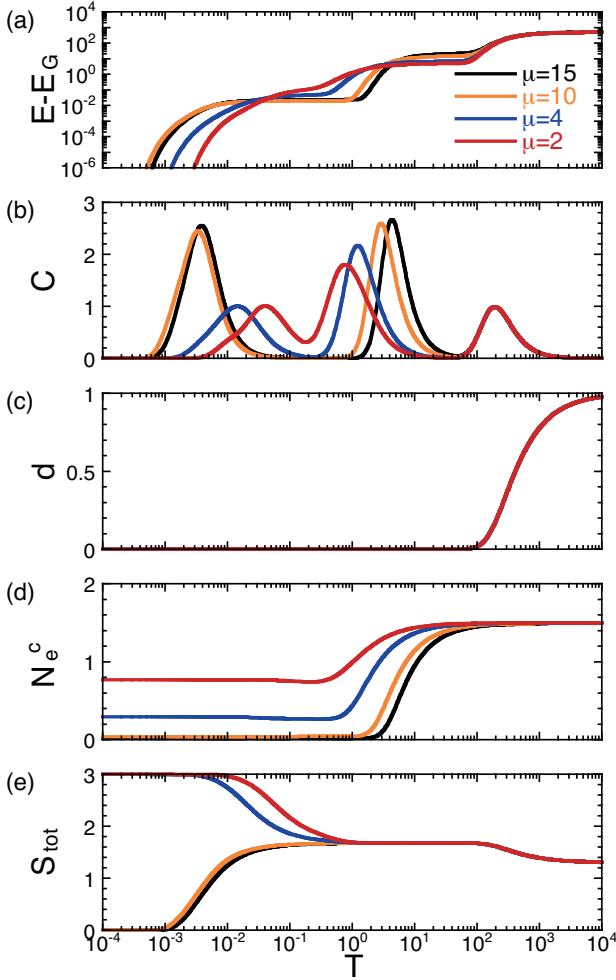 (a)
E-E_G
10^4
10^2
10^0
10^-2
10^-4
10^-6
μ=15
μ=10
μ=4
μ=2
(b)
C
3
2
1
0
(c)
d
1
0.5
0
(d)
N_e^c
2
1
0
(e)
S_tot
3
2
1
0
10^-4 10^-3 10^-2 10^-1 10^0 10^1 10^2 10^3 10^4
T